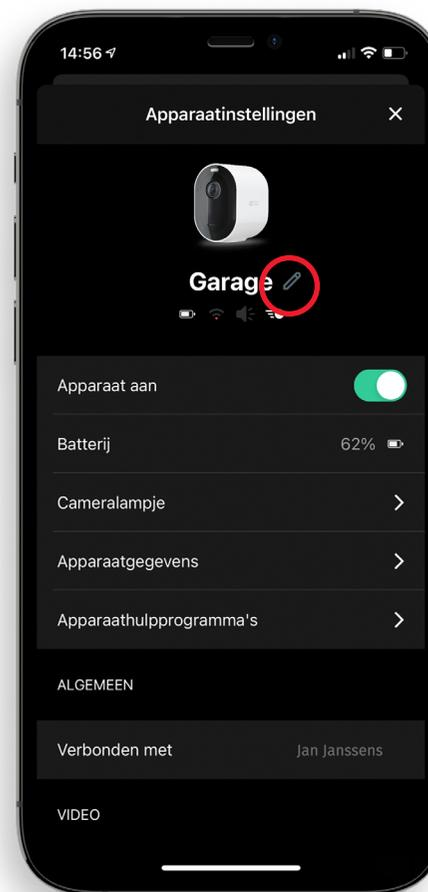 14:56
Apparaatinstellingen
Garage
Apparaat aan
Batterij 62%
Cameralampje
Apparaatgegevens
Apparaathulpprogramma's
ALGEMEEN
Verbonden met Jan Janssens
VIDEO